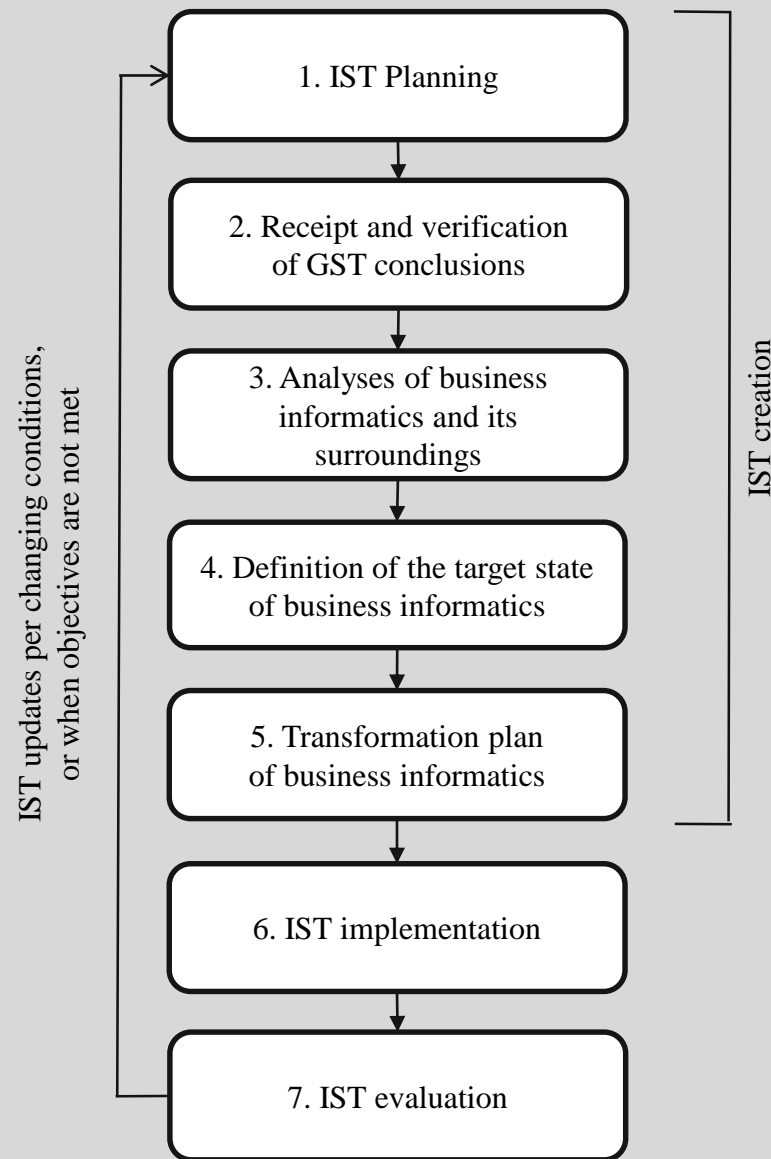 1. IST Planning
2. Receipt and verification
of GST conclusions
3. Analyses of business
informatics and its
surroundings
4. Definition of the target state
of business informatics
5. Transformation plan
of business informatics
6. IST implementation
7. IST evaluation
IST updates per changing conditions,
or when objectives are not met
IST creation